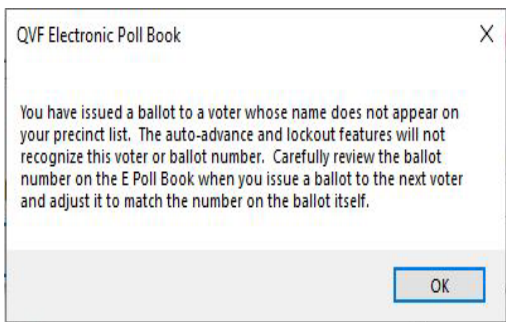 QVF Electronic Poll Book
You have issued a ballot to a voter whose name does not appear on
your precinct list. The auto-advance and lockout features will not
recognize this voter or ballot number. Carefully review the ballot
number on the E Poll Book when you issue a ballot to the next voter
and adjust it to match the number on the ballot itself.
OK